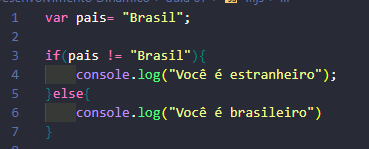 1 var pais= "Brasil";
2
3 if(pais != "Brasil"){
4 console.log("Você é estranheiro");
5 }else{
6 console.log("Você é brasileiro")
7 }